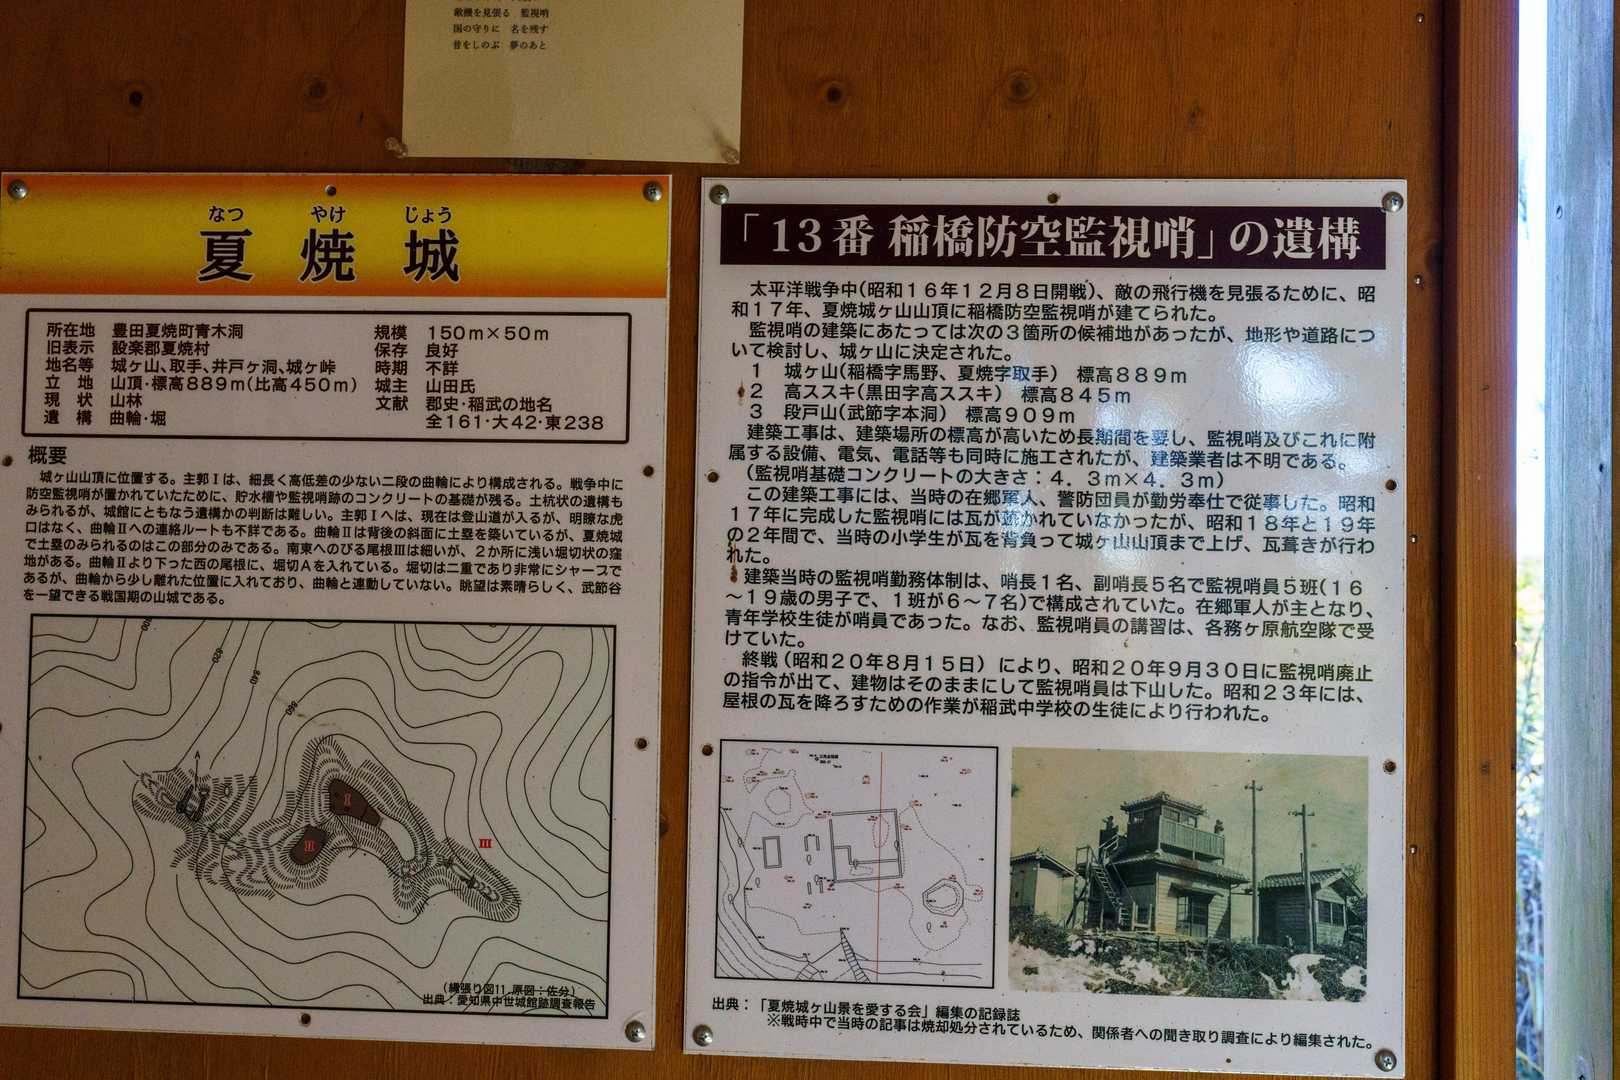 敵機を見張る　監視哨
国の守りに　名を残す
昔をしのぶ　夢のあと
なつ　やけ　じょう
夏焼城
所在地　豊田夏焼町青木洞
旧表示　設楽郡夏焼村
地名等　城ヶ山、取手、井戸ヶ洞、城ヶ峠
立　地　山頂・標高889m(比高450m)
現　状　山林
遺　構　曲輪・堀
規模　150m×50m
保存　良好
時期　不詳
城主　山田氏
文献　郡史・稲武の地名
全161・大42・東238
概要
城ヶ山山頂に位置する。主郭Ⅰは、細長く高低差の少ない二段の曲輪により構成される。戦争中に
防空監視哨が置かれていたために、貯水槽や監視哨跡のコンクリートの基礎が残る。土杭状の遺構も
みられるが、城館にともなう遺構かの判断は難しい。主郭Ⅰへは、現在は登山道が入るが、明瞭な虎
口はなく、曲輪Ⅱへの連絡ルートも不詳である。曲輪Ⅱは背後の斜面に土塁を築いているが、夏焼城
で土塁のみられるのはこの部分のみである。南東へのびる尾根Ⅲは細いが、2か所に浅い堀切状の窪
地がある。曲輪Ⅱより下った西の尾根に、堀切Aを入れている。堀切は二重であり非常にシャープで
あるが、曲輪から少し離れた位置に入れており、曲輪と連動していない。眺望は素晴らしく、武節谷
を一望できる戦国期の山城である。
800
820
840
860
A
Ⅰ
Ⅱ
Ⅲ
(縄張り図11 原図：佐分)
出典：愛知県中世城館跡調査報告
「13番 稲橋防空監視哨」の遺構
太平洋戦争中(昭和16年12月8日開戦)、敵の飛行機を見張るために、昭
和17年、夏焼城ヶ山山頂に稲橋防空監視哨が建てられた。
監視哨の建築にあたっては次の3箇所の候補地があったが、地形や道路につ
いて検討し、城ヶ山に決定された。
1　城ヶ山(稲橋字馬野、夏焼字取手)　標高889m
2　高ススキ(黒田字高ススキ)　標高845m
3　段戸山(武節字本洞)　標高909m
建築工事は、建築場所の標高が高いため長期間を要し、監視哨及びこれに附
属する設備、電気、電話等も同時に施工されたが、建築業者は不明である。
(監視哨基礎コンクリートの大きさ：4．3m×4．3m)
この建築工事には、当時の在郷軍人、警防団員が勤労奉仕で従事した。昭和
17年に完成した監視哨には瓦が葺かれていなかったが、昭和18年と19年
の2年間で、当時の小学生が瓦を背負って城ヶ山山頂まで上げ、瓦葺きが行わ
れた。
建築当時の監視哨勤務体制は、哨長1名、副哨長5名で監視哨員5班(16
～19歳の男子で、1班が6～7名)で構成されていた。在郷軍人が主となり、
青年学校生徒が哨員であった。なお、監視哨員の講習は、各務ヶ原航空隊で受
けていた。
終戦(昭和20年8月15日)により、昭和20年9月30日に監視哨廃止
の指令が出て、建物はそのままにして監視哨員は下山した。昭和23年には、
屋根の瓦を降ろすための作業が稲武中学校の生徒により行われた。
出典：「夏焼城ヶ山景を愛する会」編集の記録誌
※戦時中で当時の記事は焼却処分されているため、関係者への聞き取り調査により編集された。